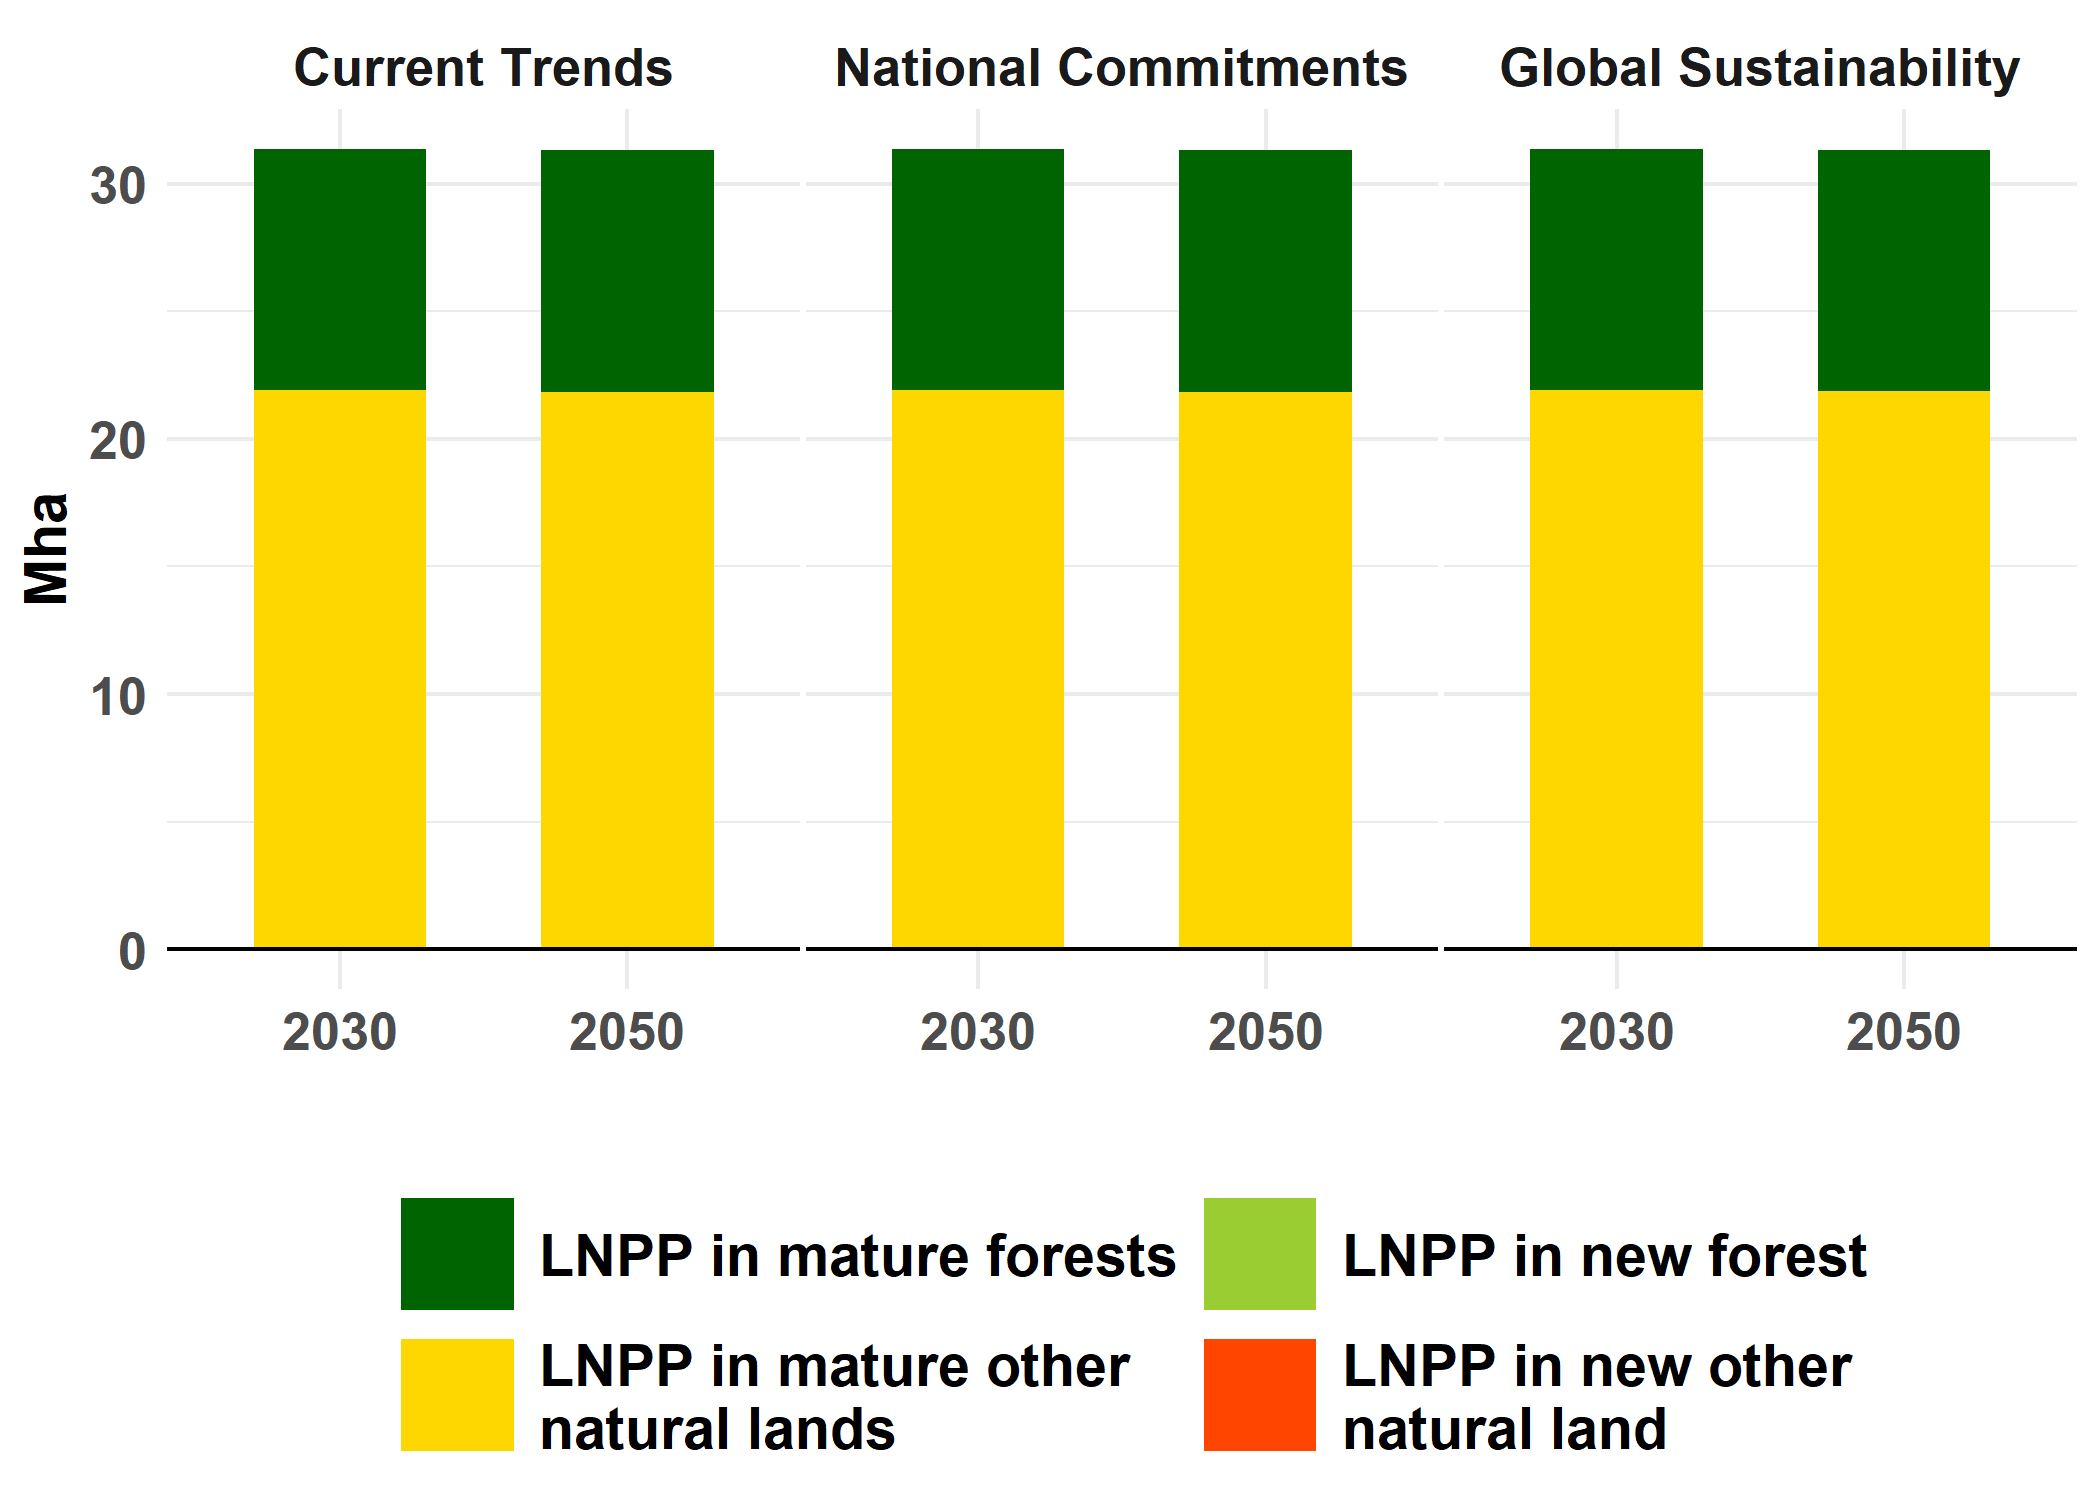 Current Trends National Commitments Global Sustainability
30
20
10
0
Mha
2030 2050 2030 2050 2030 2050
LNPP in mature forests LNPP in new forest
LNPP in mature other
natural lands
LNPP in new other
natural land